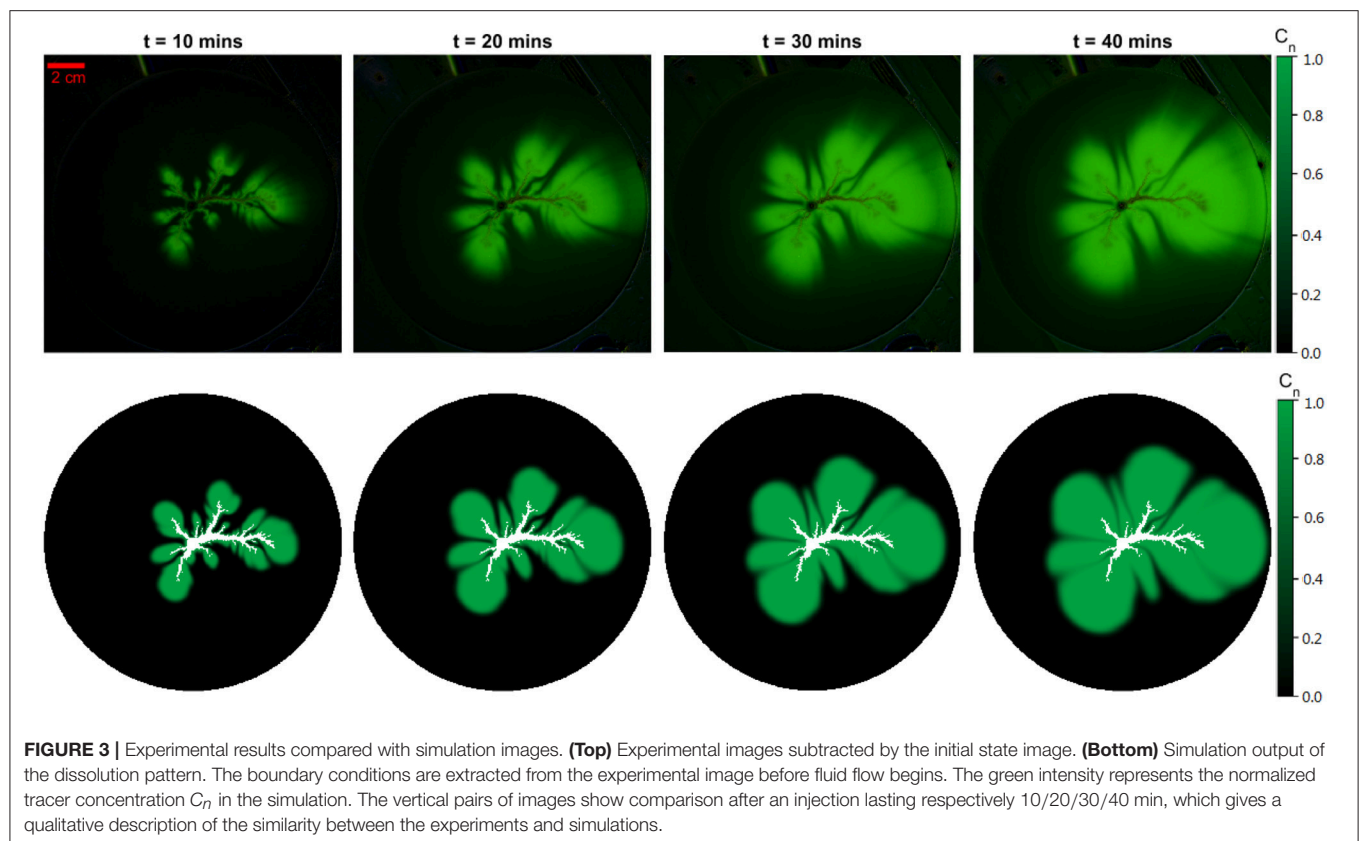 t = 10 mins
t = 20 mins
t = 30 mins
t = 40 mins
C_n
2 cm
1.0
0.8
0.6
0.4
0.2
0.0
C_n
1.0
0.8
0.6
0.4
0.2
0.0
FIGURE 3 | Experimental results compared with simulation images. (Top) Experimental images subtracted by the initial state image. (Bottom) Simulation output of
the dissolution pattern. The boundary conditions are extracted from the experimental image before fluid flow begins. The green intensity represents the normalized
tracer concentration C_n in the simulation. The vertical pairs of images show comparison after an injection lasting respectively 10/20/30/40 min, which gives a
qualitative description of the similarity between the experiments and simulations.